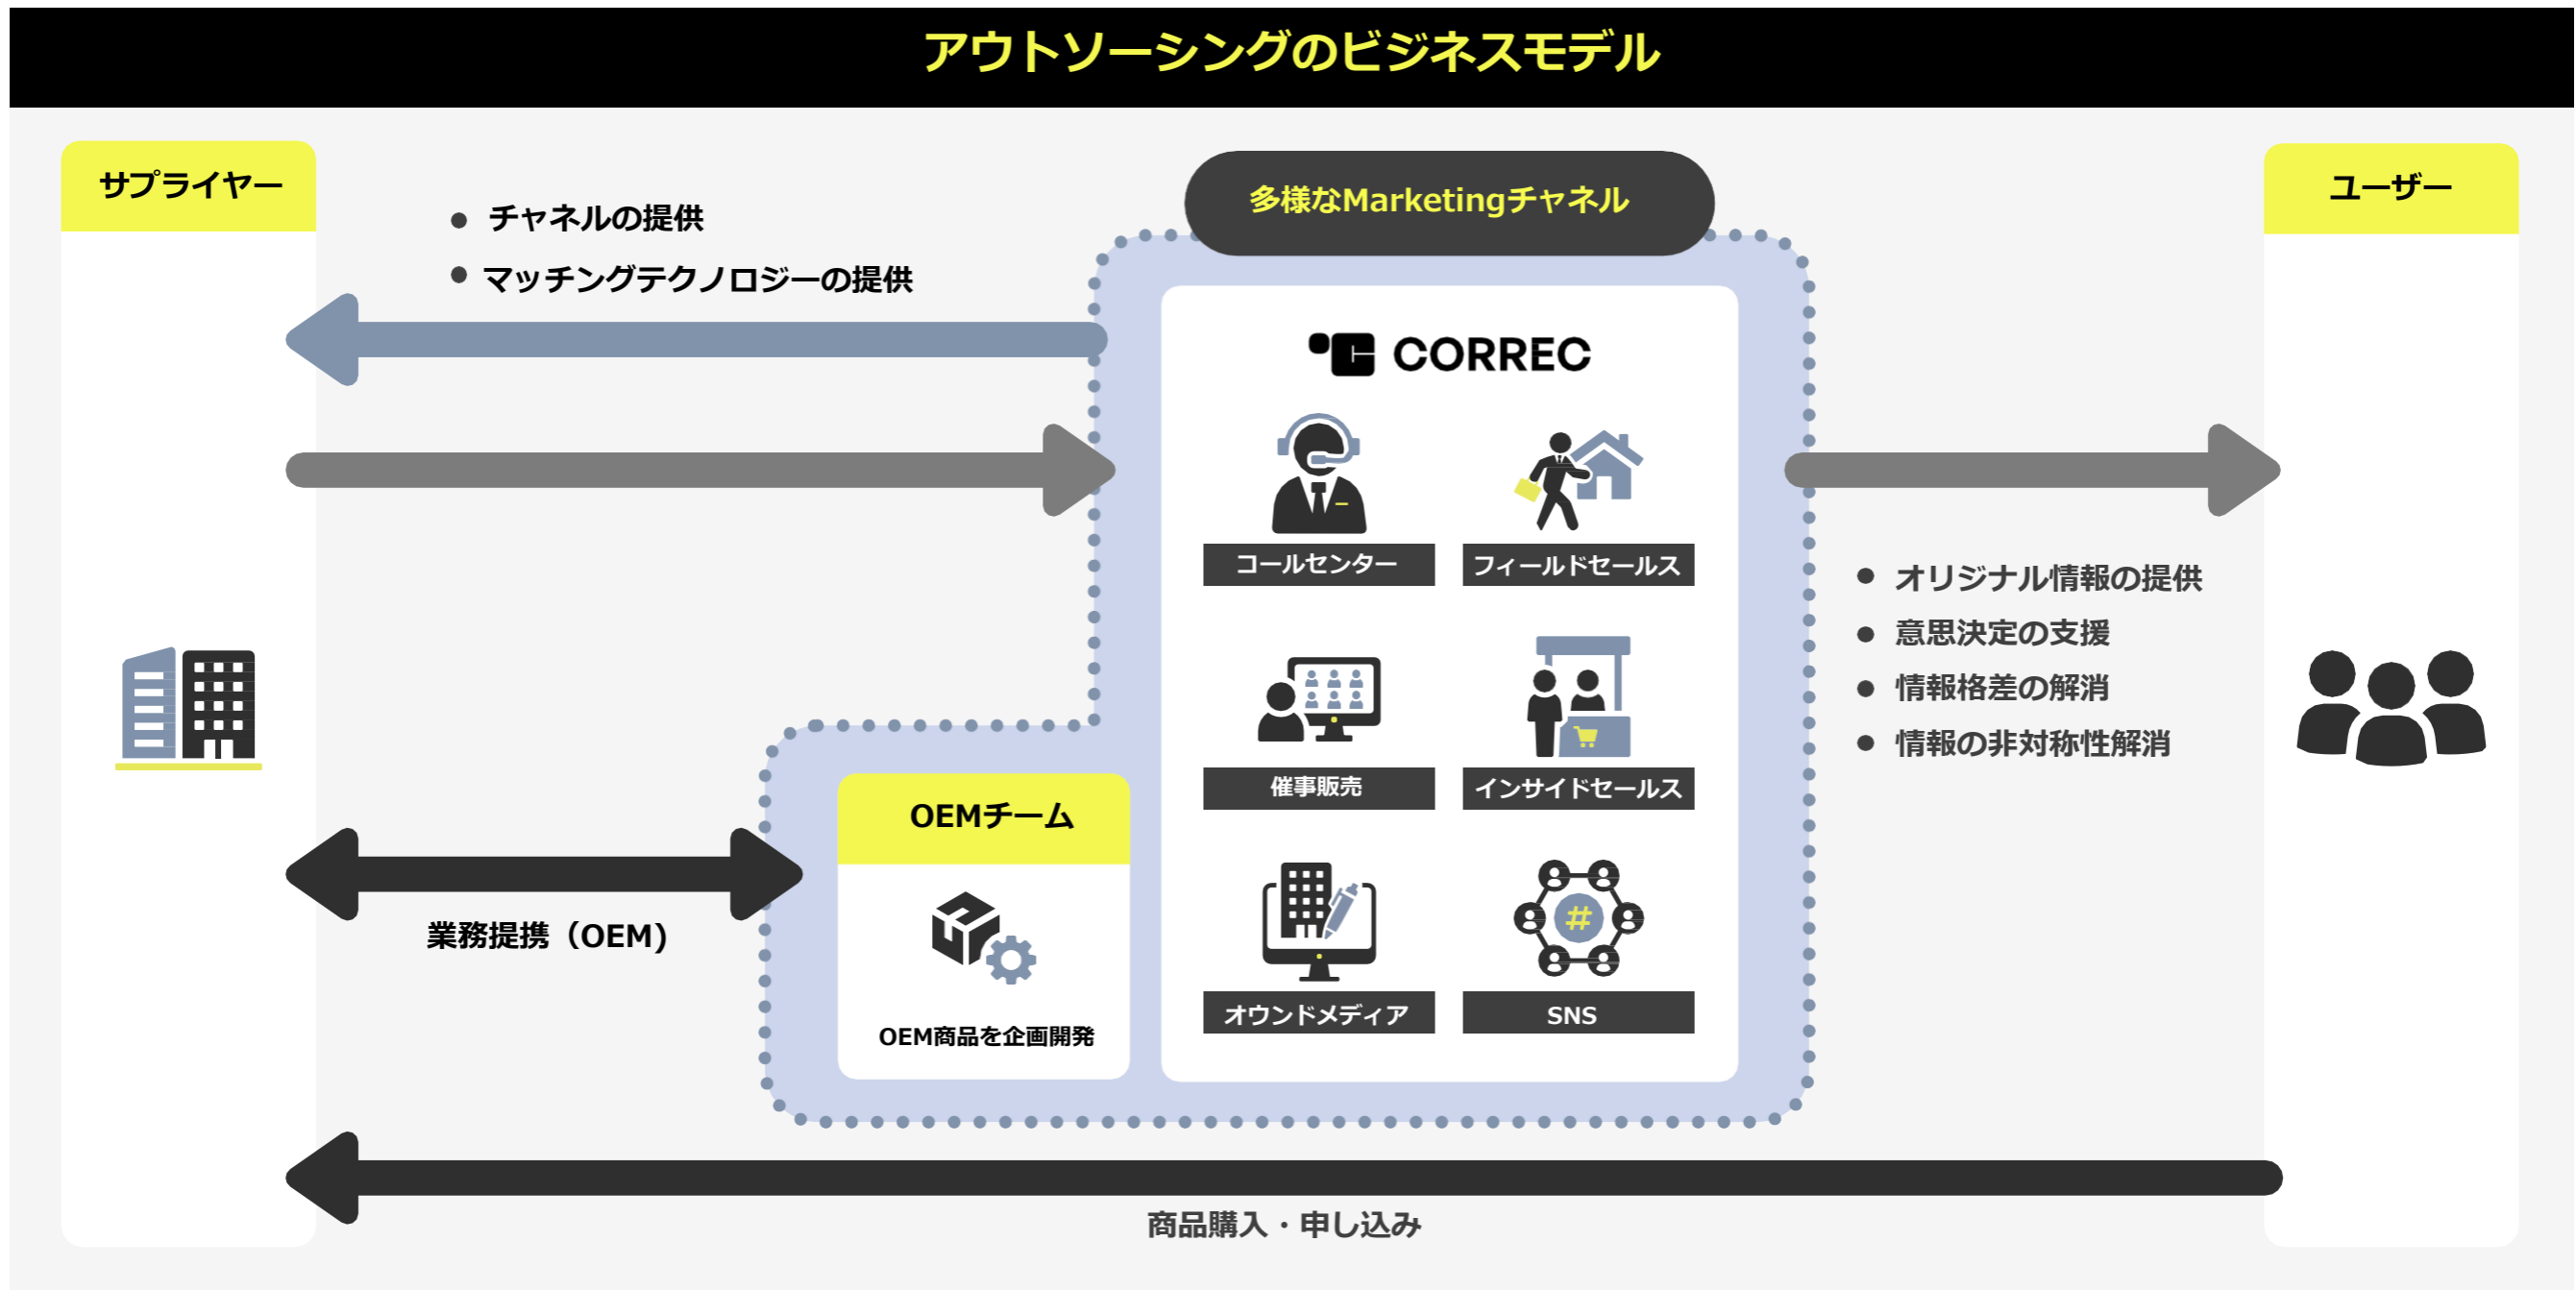 アウトソーシングのビジネスモデル
サプライヤー
● チャネルの提供
● マッチングテクノロジーの提供
多様なMarketingチャネル
ユーザー
CORREC
コールセンター
フィールドセールス
催事販売
インサイドセールス
オウンドメディア
#
SNS
● オリジナル情報の提供
● 意思決定の支援
● 情報格差の解消
● 情報の非対称性解消
OEMチーム
OEM商品を企画開発
業務提携（OEM)
商品購入・申し込み